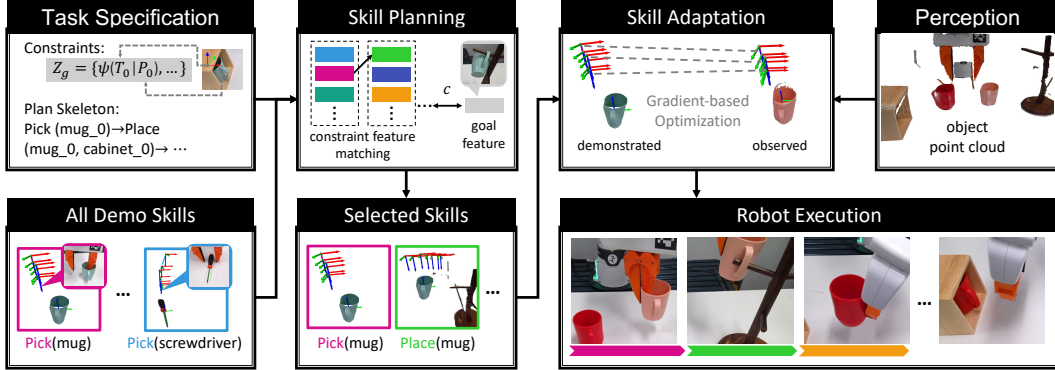 Task Specification
Constraints:
Z_g = {ψ(T_0|P_0), …}
Plan Skeleton:
Pick (mug_0)→Place
(mug_0, cabinet_0)→ ⋯
Skill Planning
c
constraint feature
matching
goal
feature
Skill Adaptation
Gradient-based
Optimization
demonstrated
observed
Perception
object
point cloud
All Demo Skills
...
Pick(mug)
Pick(screwdriver)
Selected Skills
...
Pick(mug)
Place(mug)
Robot Execution
...